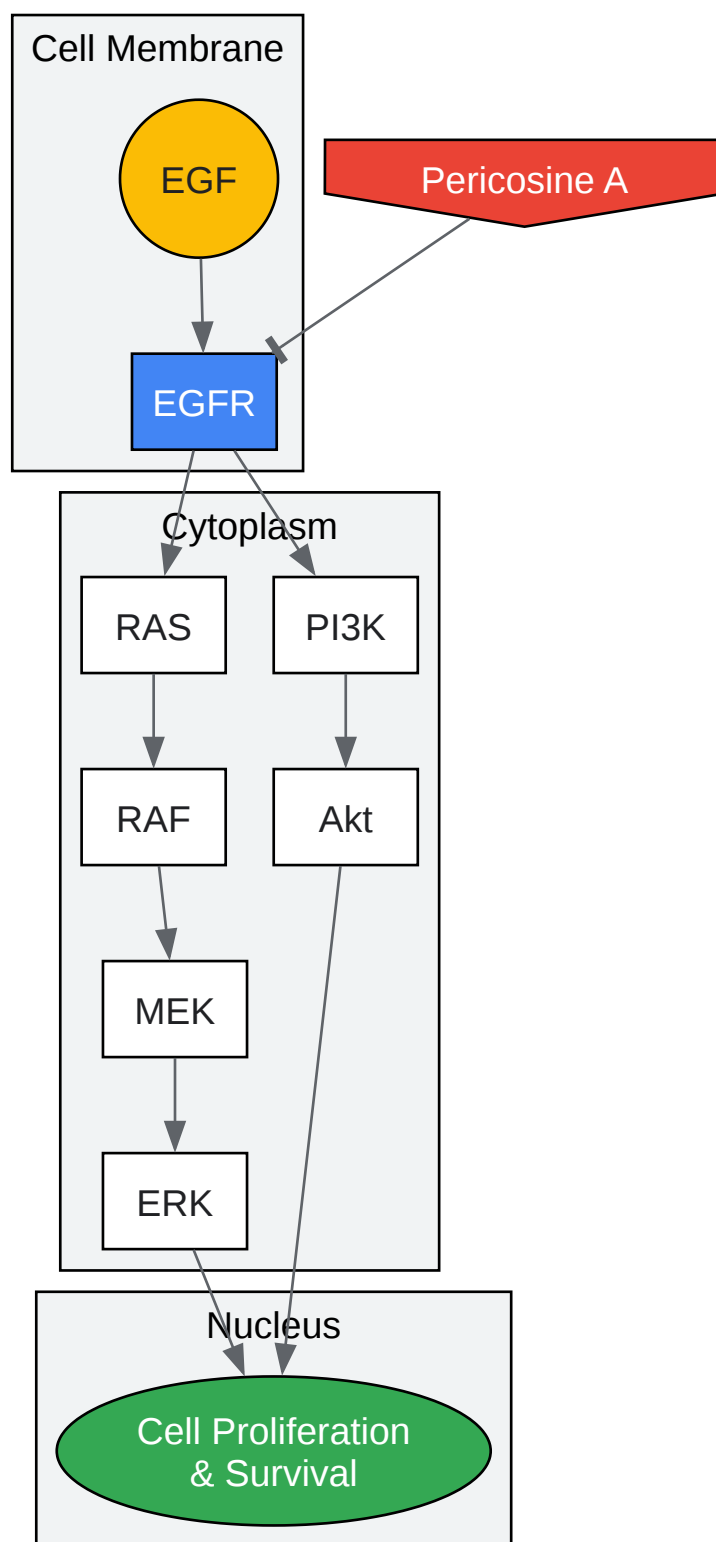 Cell Membrane
EGF
Pericosine A
EGFR
Cytoplasm
RAS
PI3K
RAF
Akt
MEK
ERK
Nucleus
Cell Proliferation
& Survival